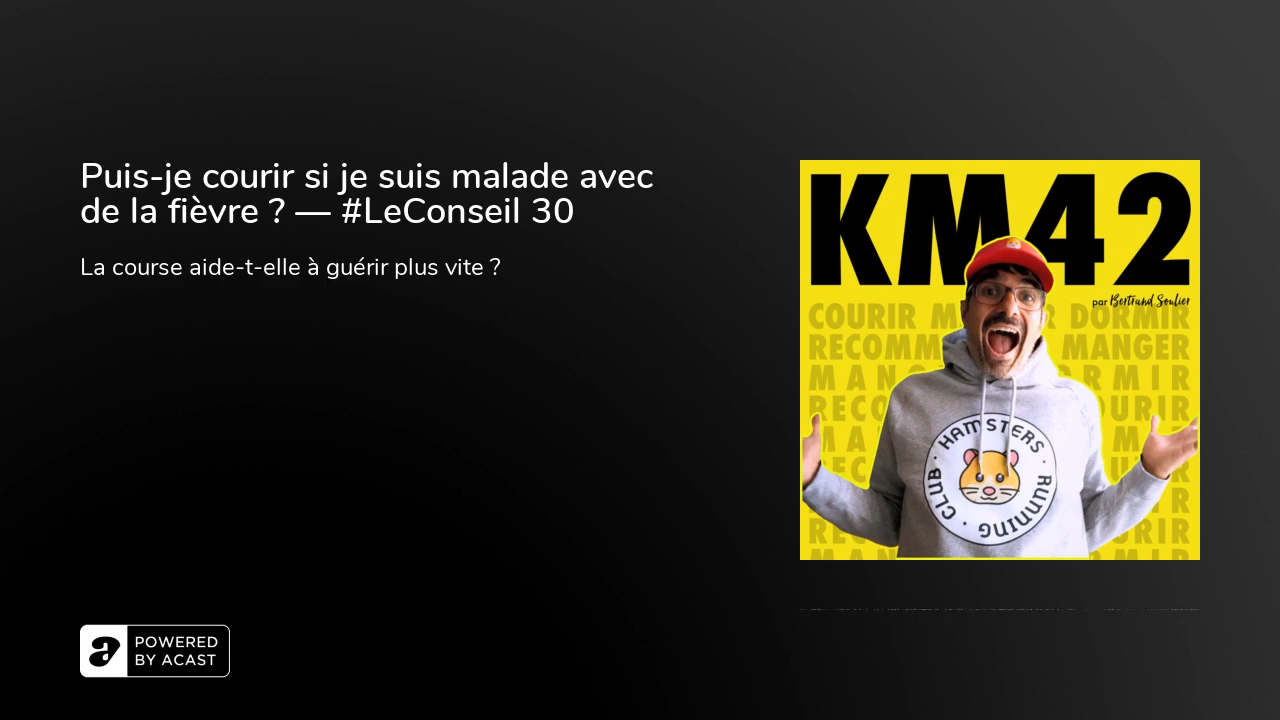 Puis-je courir si je suis malade avec
de la fièvre ? — #LeConseil 30
La course aide-t-elle à guérir plus vite ?
KM42
par Bertrand Soulier
COURIR DORMIR
MANGER
HAMSTERS RUNNING CLUB
a POWERED
BY ACAST